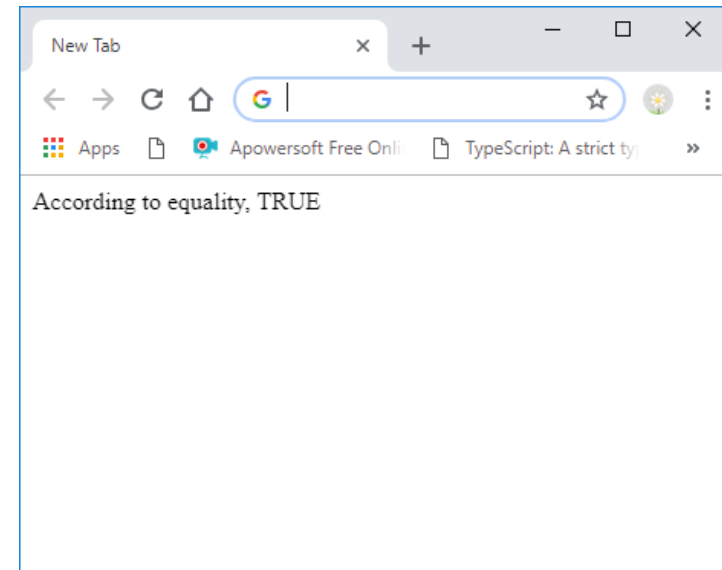 New Tab
Apps
Apowersoft Free Onli
TypeScript: A strict ty
According to equality, TRUE